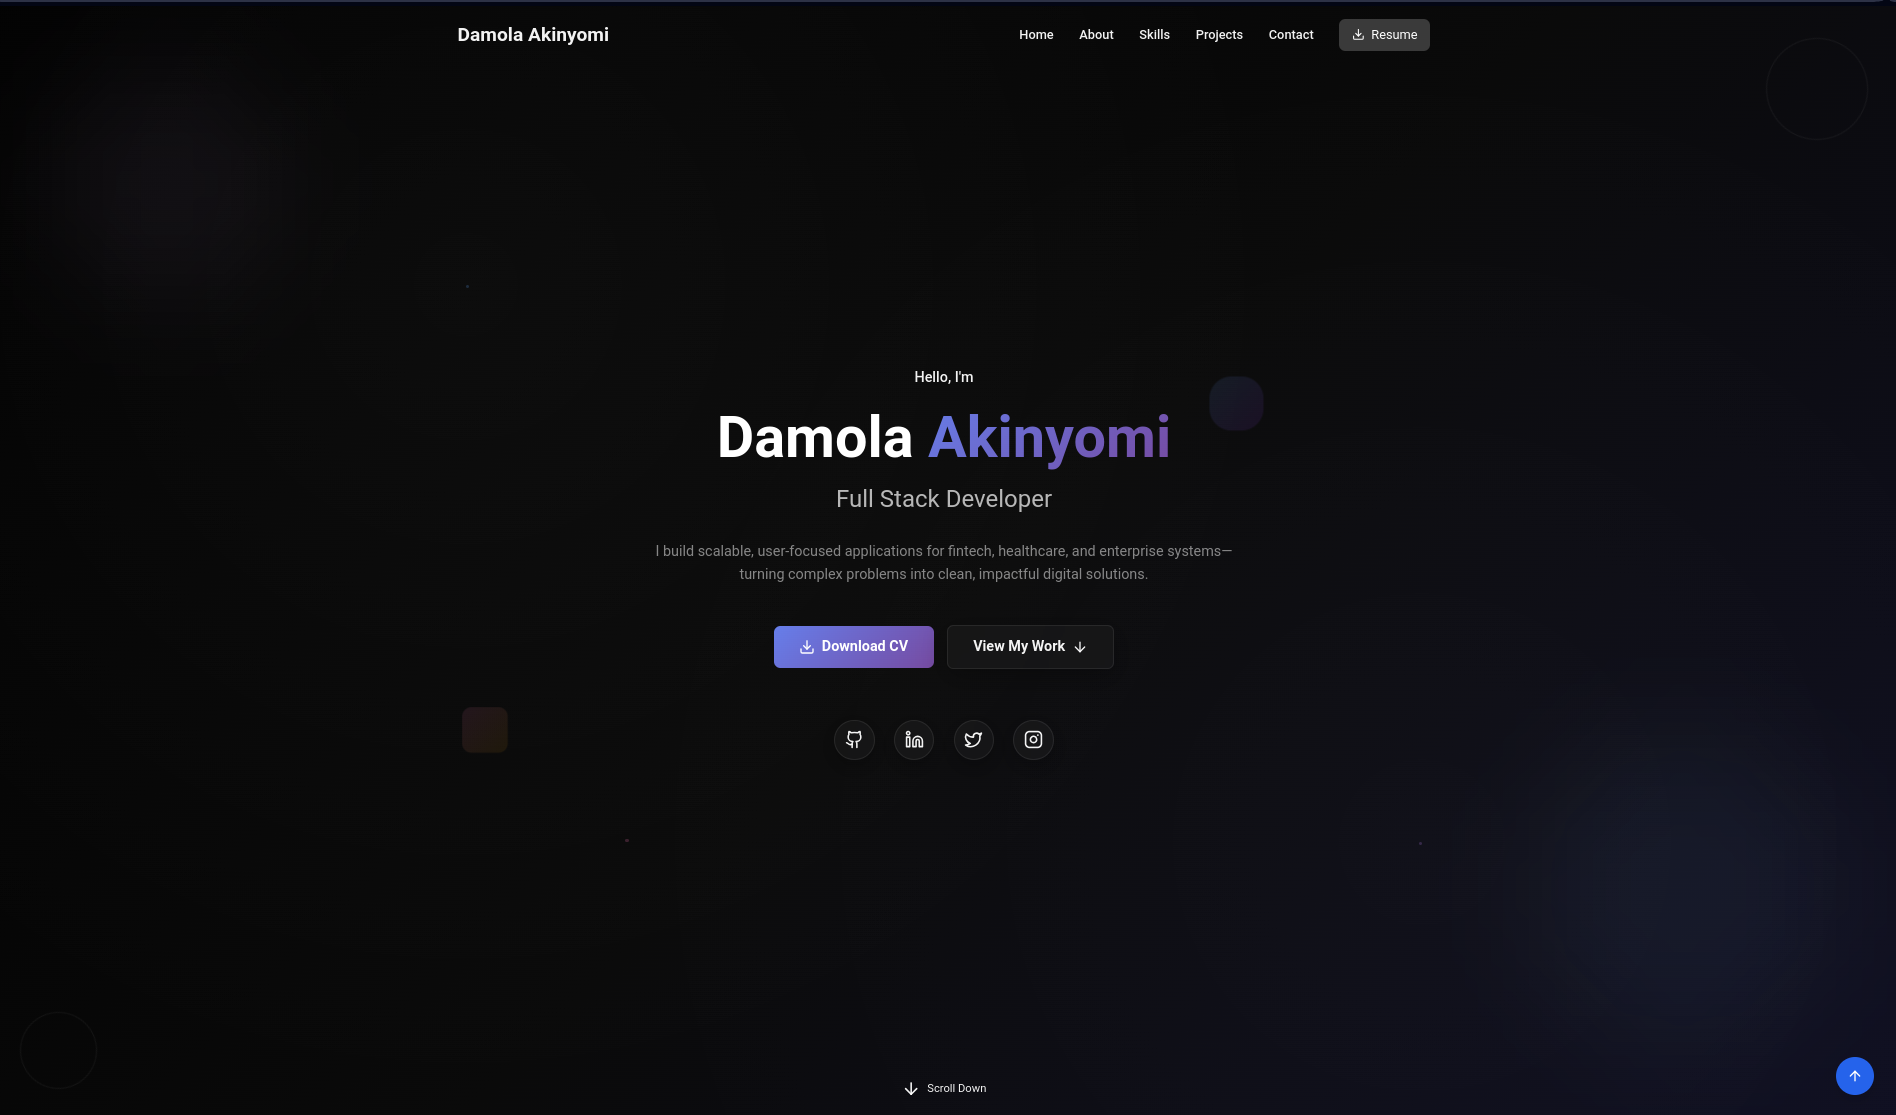 Damola Akinyomi
Home About Skills Projects Contact Resume
Hello, I'm
Damola Akinyomi
Full Stack Developer
I build scalable, user-focused applications for fintech, healthcare, and enterprise systems—
turning complex problems into clean, impactful digital solutions.
Download CV View My Work
Scroll Down